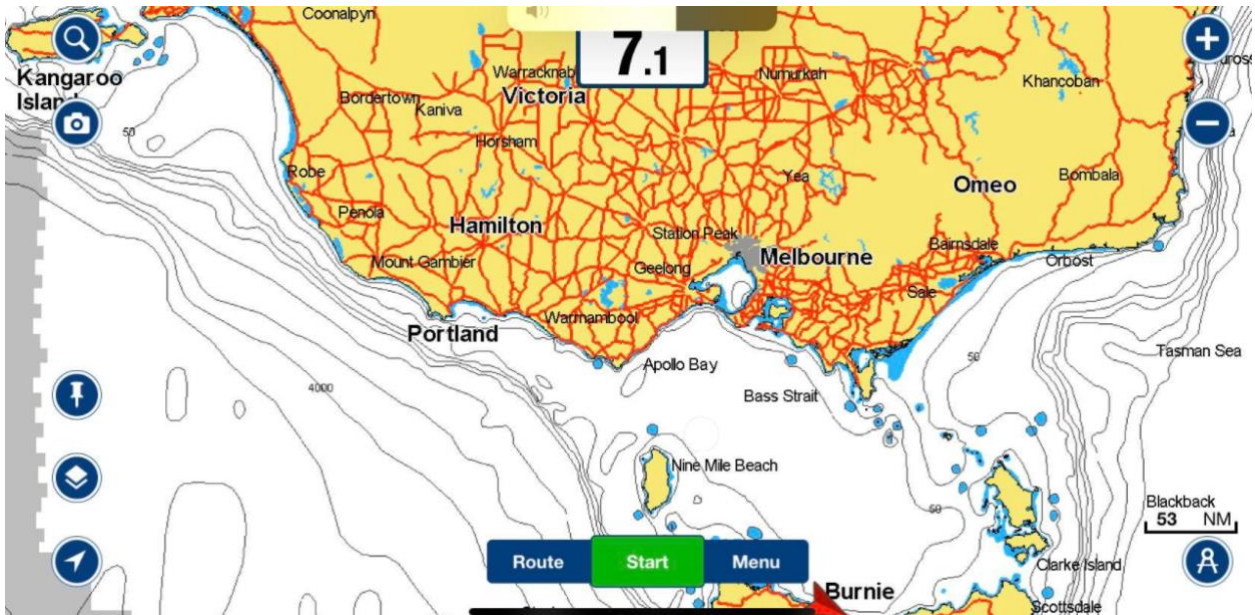 Coonalpyn
7.1
Kangaroo
Island
Warracknab
Numurkah
Khancoban
Victoria
Bordertown
Kaniva
50
Horsham
Robe
Yea
Omeo
Bombala
Penola
Hamilton
Station Peak
Melbourne
Bairnsdale
Mount Gambier
Geelong
Orbost
Sale
Warrnambool
Portland
Tasman Sea
50
Apollo Bay
4000
Bass Strait
Nine Mile Beach
Blackback
50
53 NM
Route
Start
Menu
Clarke Island
Burnie
Scottsdale